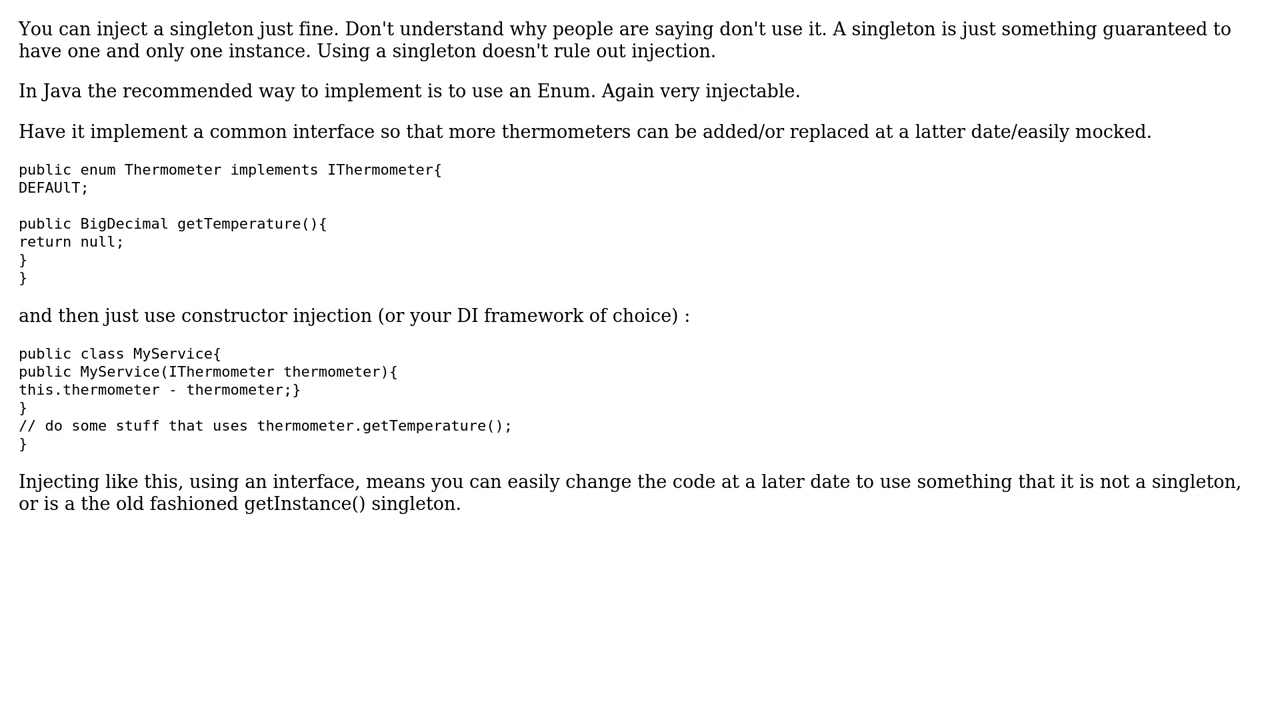 You can inject a singleton just fine. Don't understand why people are saying don't use it. A singleton is just something guaranteed to
have one and only one instance. Using a singleton doesn't rule out injection.
In Java the recommended way to implement is to use an Enum. Again very injectable.
Have it implement a common interface so that more thermometers can be added/or replaced at a latter date/easily mocked.
public enum Thermometer implements IThermometer{
DEFAUlT;
public BigDecimal getTemperature(){
return null;
}
}
and then just use constructor injection (or your DI framework of choice) :
public class MyService{
public MyService(IThermometer thermometer){
this.thermometer - thermometer;}
}
// do some stuff that uses thermometer.getTemperature();
}
Injecting like this, using an interface, means you can easily change the code at a later date to use something that it is not a singleton,
or is a the old fashioned getInstance() singleton.